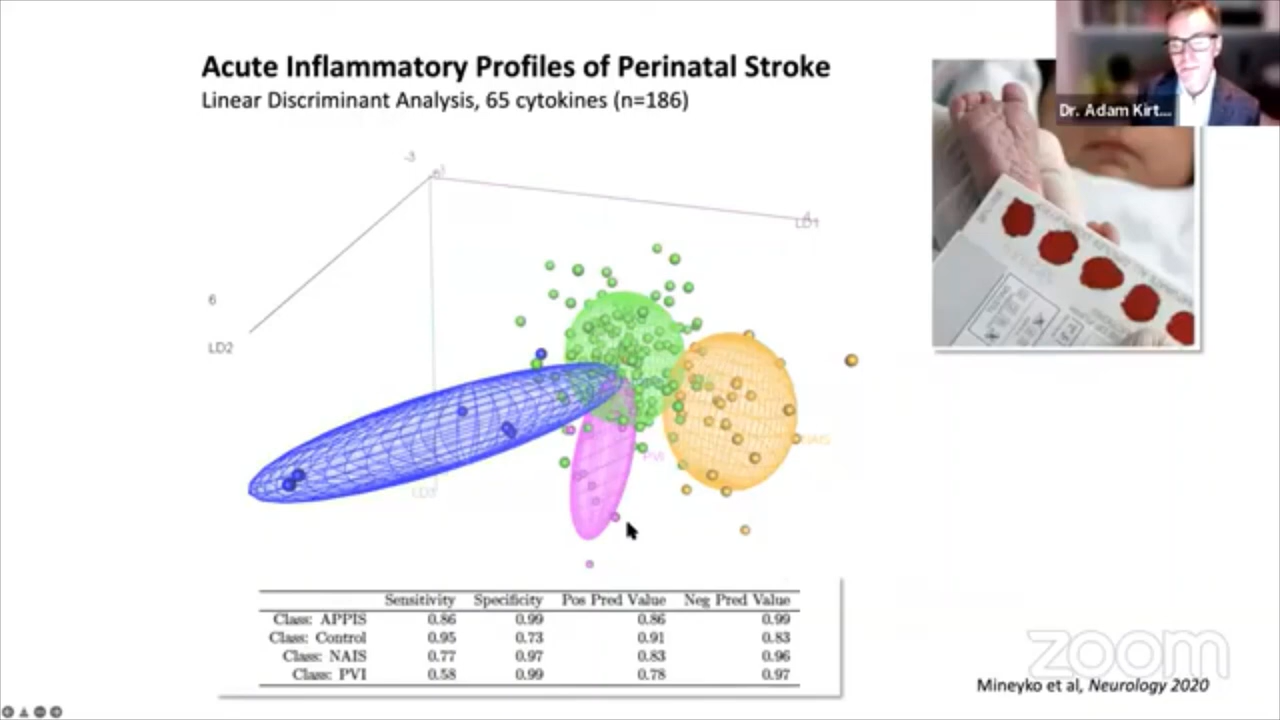 Acute Inflammatory Profiles of Perinatal Stroke
Linear Discriminant Analysis, 65 cytokines (n=186)
Dr. Adam Kirt...
-3
4
LD1
6
LD2
LD3
PVI
NAIS
Sensitivity Specificity Pos Pred Value Neg Pred Value
Class: APPIS 0.86 0.99 0.86 0.99
Class: Control 0.95 0.73 0.91 0.83
Class: NAIS 0.77 0.97 0.83 0.96
Class: PVI 0.58 0.99 0.78 0.97
zoom
Mineyko et al, Neurology 2020